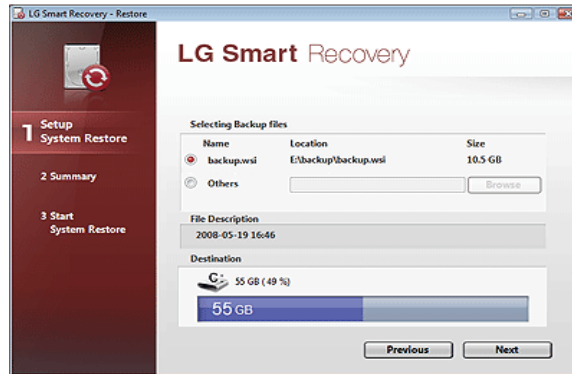 LG Smart Recovery - Restore
LG Smart Recovery
1 Setup
System Restore
2 Summary
3 Start
System Restore
Selecting Backup files
Name Location Size
backup.wsi E:\backup\backup.wsi 10.5 GB
Others Browse
File Description
2008-05-19 16:46
Destination
C: 55 GB ( 49 %)
55 GB
Previous Next